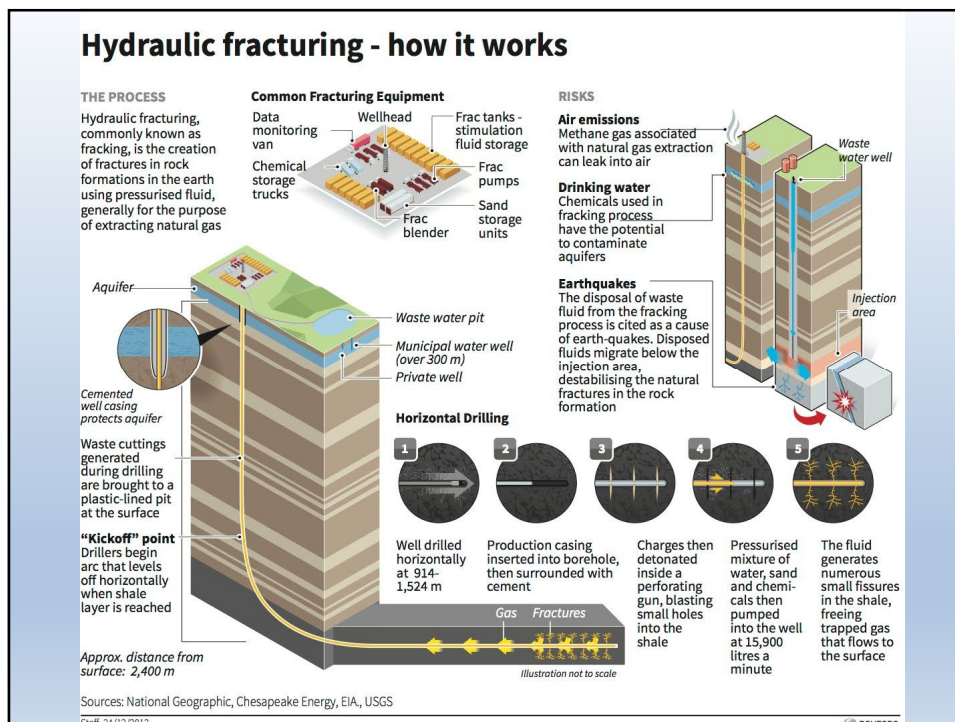 Hydraulic fracturing - how it works
THE PROCESS
Hydraulic fracturing,
commonly known as
fracking, is the creation
of fractures in rock
formations in the earth
using pressurised fluid,
generally for the purpose
of extracting natural gas
Common Fracturing Equipment
Data
monitoring
van
Wellhead
Frac tanks -
stimulation
fluid storage
Chemical
storage
trucks
Frac
pumps
Frac
blender
Sand
storage
units
RISKS
Air emissions
Methane gas associated
with natural gas extraction
can leak into air
Waste
water well
Drinking water
Chemicals used in
fracking process
have the potential
to contaminate
aquifers
Earthquakes
The disposal of waste
fluid from the fracking
process is cited as a cause
of earth-quakes. Disposed
fluids migrate below the
injection area,
destabilising the natural
fractures in the rock
formation
Injection
area
Aquifer
Waste water pit
Municipal water well
(over 300 m)
Private well
Cemented
well casing
protects aquifer
Waste cuttings
generated
during drilling
are brought to a
plastic-lined pit
at the surface
"Kickoff" point
Drillers begin
arc that levels
off horizontally
when shale
layer is reached
Approx. distance from
surface: 2,400 m
Horizontal Drilling
1
2
3
4
5
Well drilled
horizontally
at 914-
1,524 m
Production casing
inserted into borehole,
then surrounded with
cement
Charges then
detonated
inside a
perforating
gun, blasting
small holes
into the
shale
Pressurised
mixture of
water, sand
and chemi-
cals then
pumped
into the well
at 15,900
litres a
minute
The fluid
generates
numerous
small fissures
in the shale,
freeing
trapped gas
that flows to
the surface
Gas
Fractures
Illustration not to scale
Sources: National Geographic, Chesapeake Energy, EIA., USGS